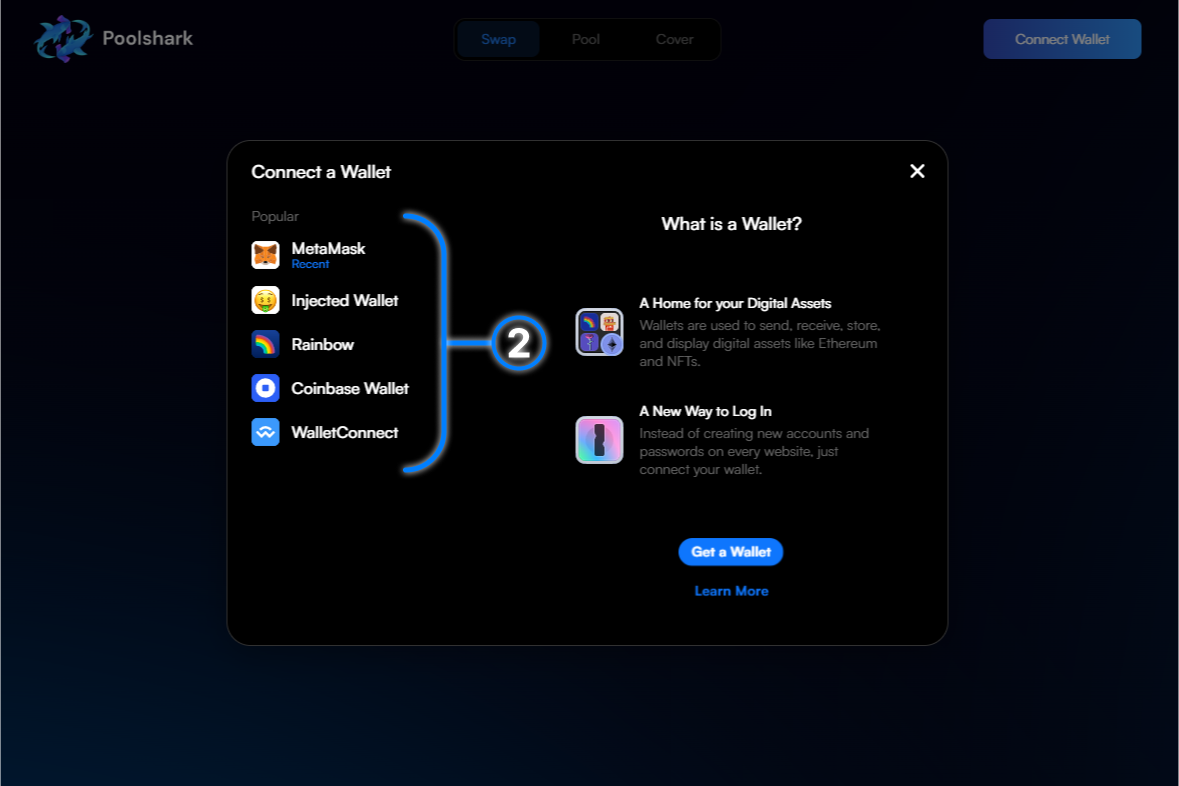 Poolshark
Swap
Pool
Cover
Connect Wallet
Connect a Wallet
Popular
MetaMask
Recent
Injected Wallet
Rainbow
Coinbase Wallet
WalletConnect
2
What is a Wallet?
A Home for your Digital Assets
Wallets are used to send, receive, store,
and display digital assets like Ethereum
and NFTs.
A New Way to Log In
Instead of creating new accounts and
passwords on every website, just
connect your wallet.
Get a Wallet
Learn More